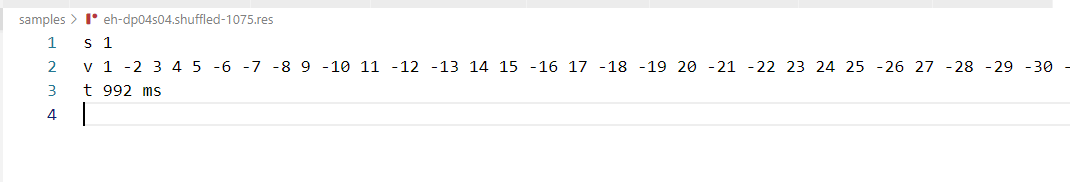 samples > eh-dp04s04.shuffled-1075.res
1 s 1
2 v 1 -2 3 4 5 -6 -7 -8 9 -10 11 -12 -13 14 15 -16 17 -18 -19 20 -21 -22 23 24 25 -26 27 -28 -29 -30 -
3 t 992 ms
4